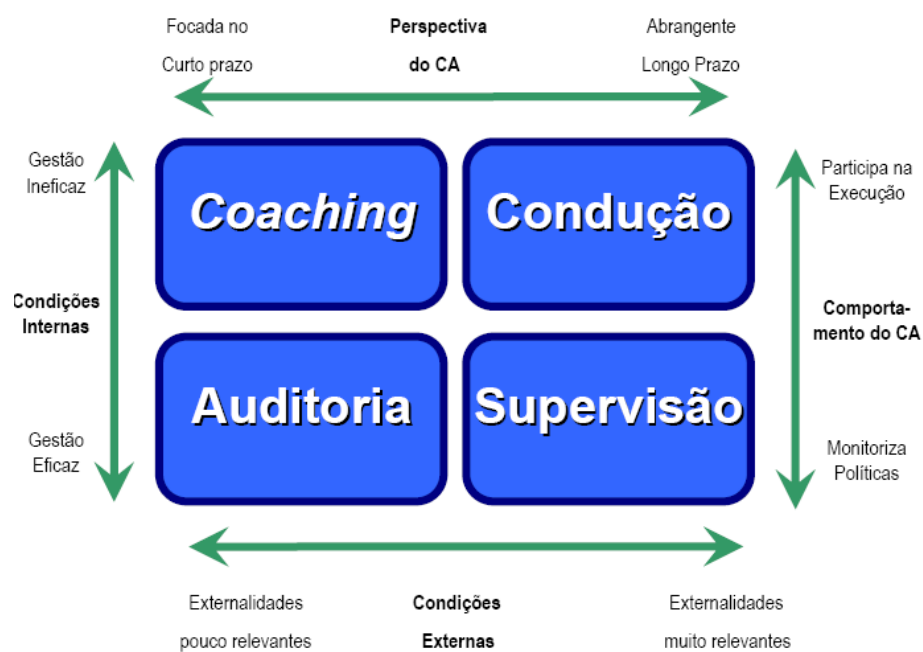 Focada no
Curto prazo
Perspectiva
do CA
Abrangente
Longo Prazo
Gestão
Ineficaz
Coaching
Condução
Participa na
Execução
Condições
Internas
Comporta-
mento do CA
Auditoria
Supervisão
Gestão
Eficaz
Monitoriza
Políticas
Externalidades
pouco relevantes
Condições
Externas
Externalidades
muito relevantes